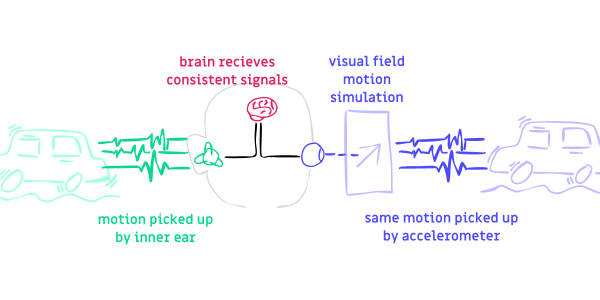 brain recieves
consistent signals
visual field
motion
simulation
motion picked up
by inner ear
same motion picked up
by accelerometer